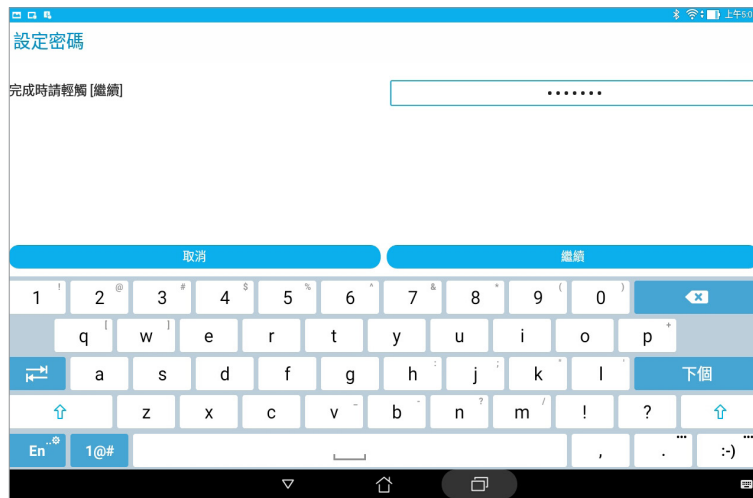 上午5:0
設定密碼
完成時請輕觸 [繼續]
•••••••
取消 繼續
1 ! 2 @ 3 # 4 $ 5 % 6 ^ 7 & 8 * 9 ( 0 )
q [ w ] e r t y u i o p +
a s d f g h : j ; k " l ' 下個
z x c v _ b - n ? m / ! ?
En 1@# , . :-)